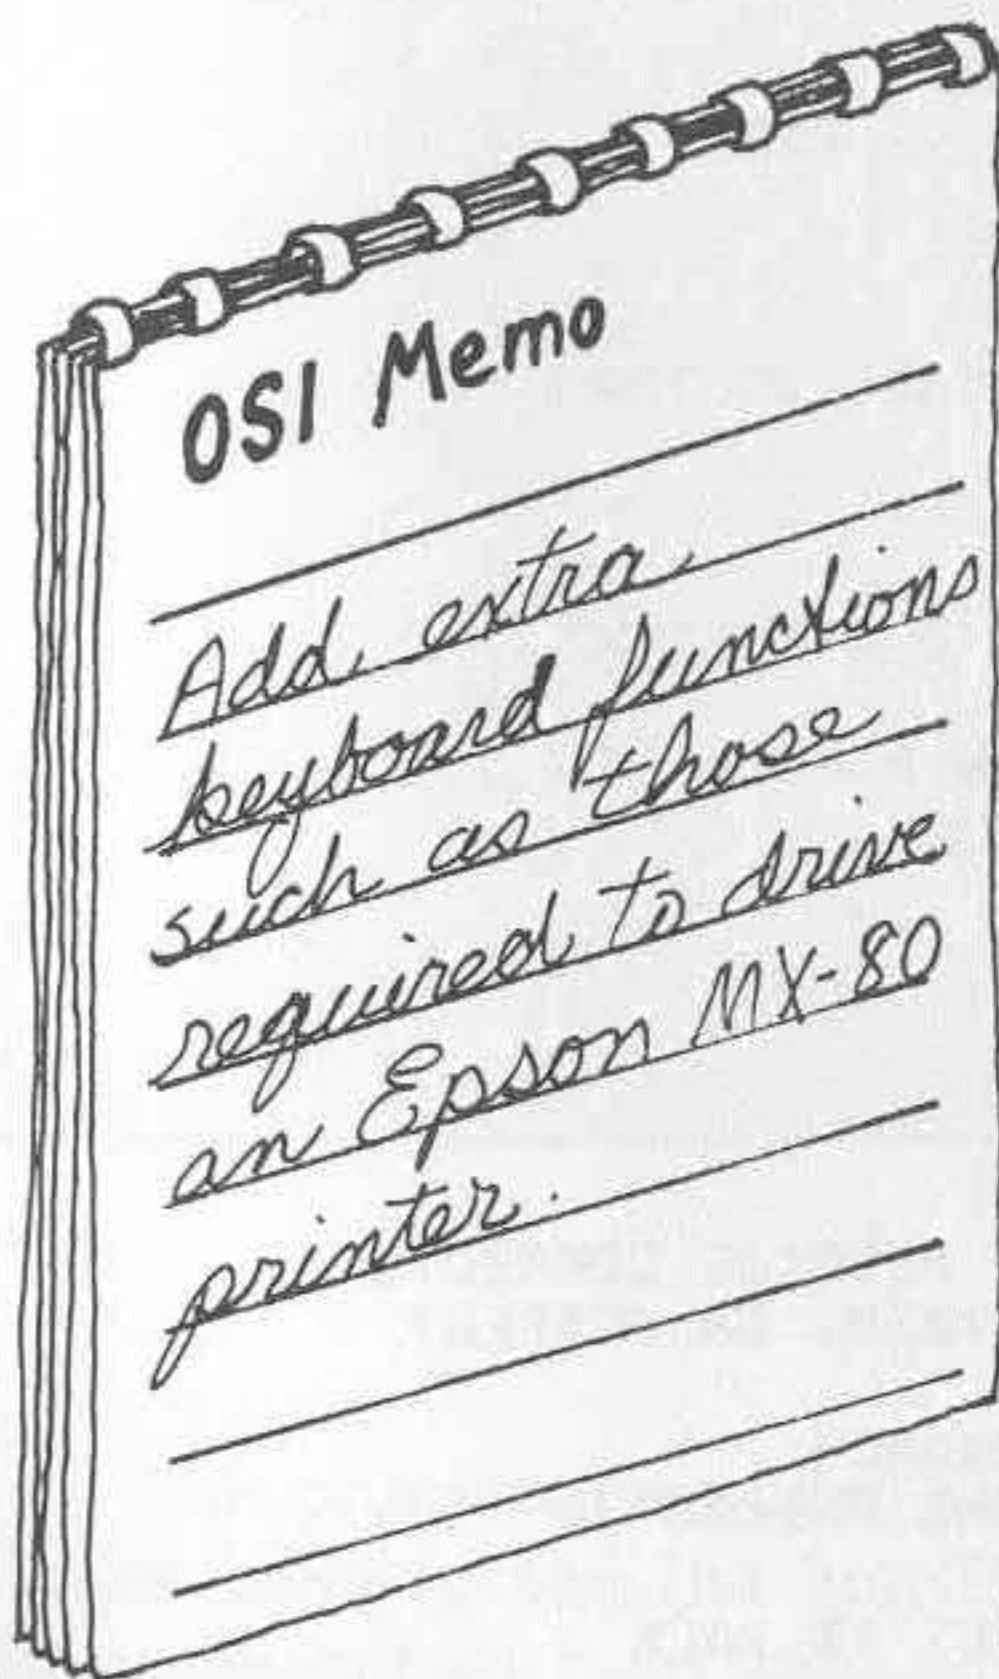 OSI Memo
Add extra
keyboard functions
such as those
required to drive
an Epson MX-80
printer.